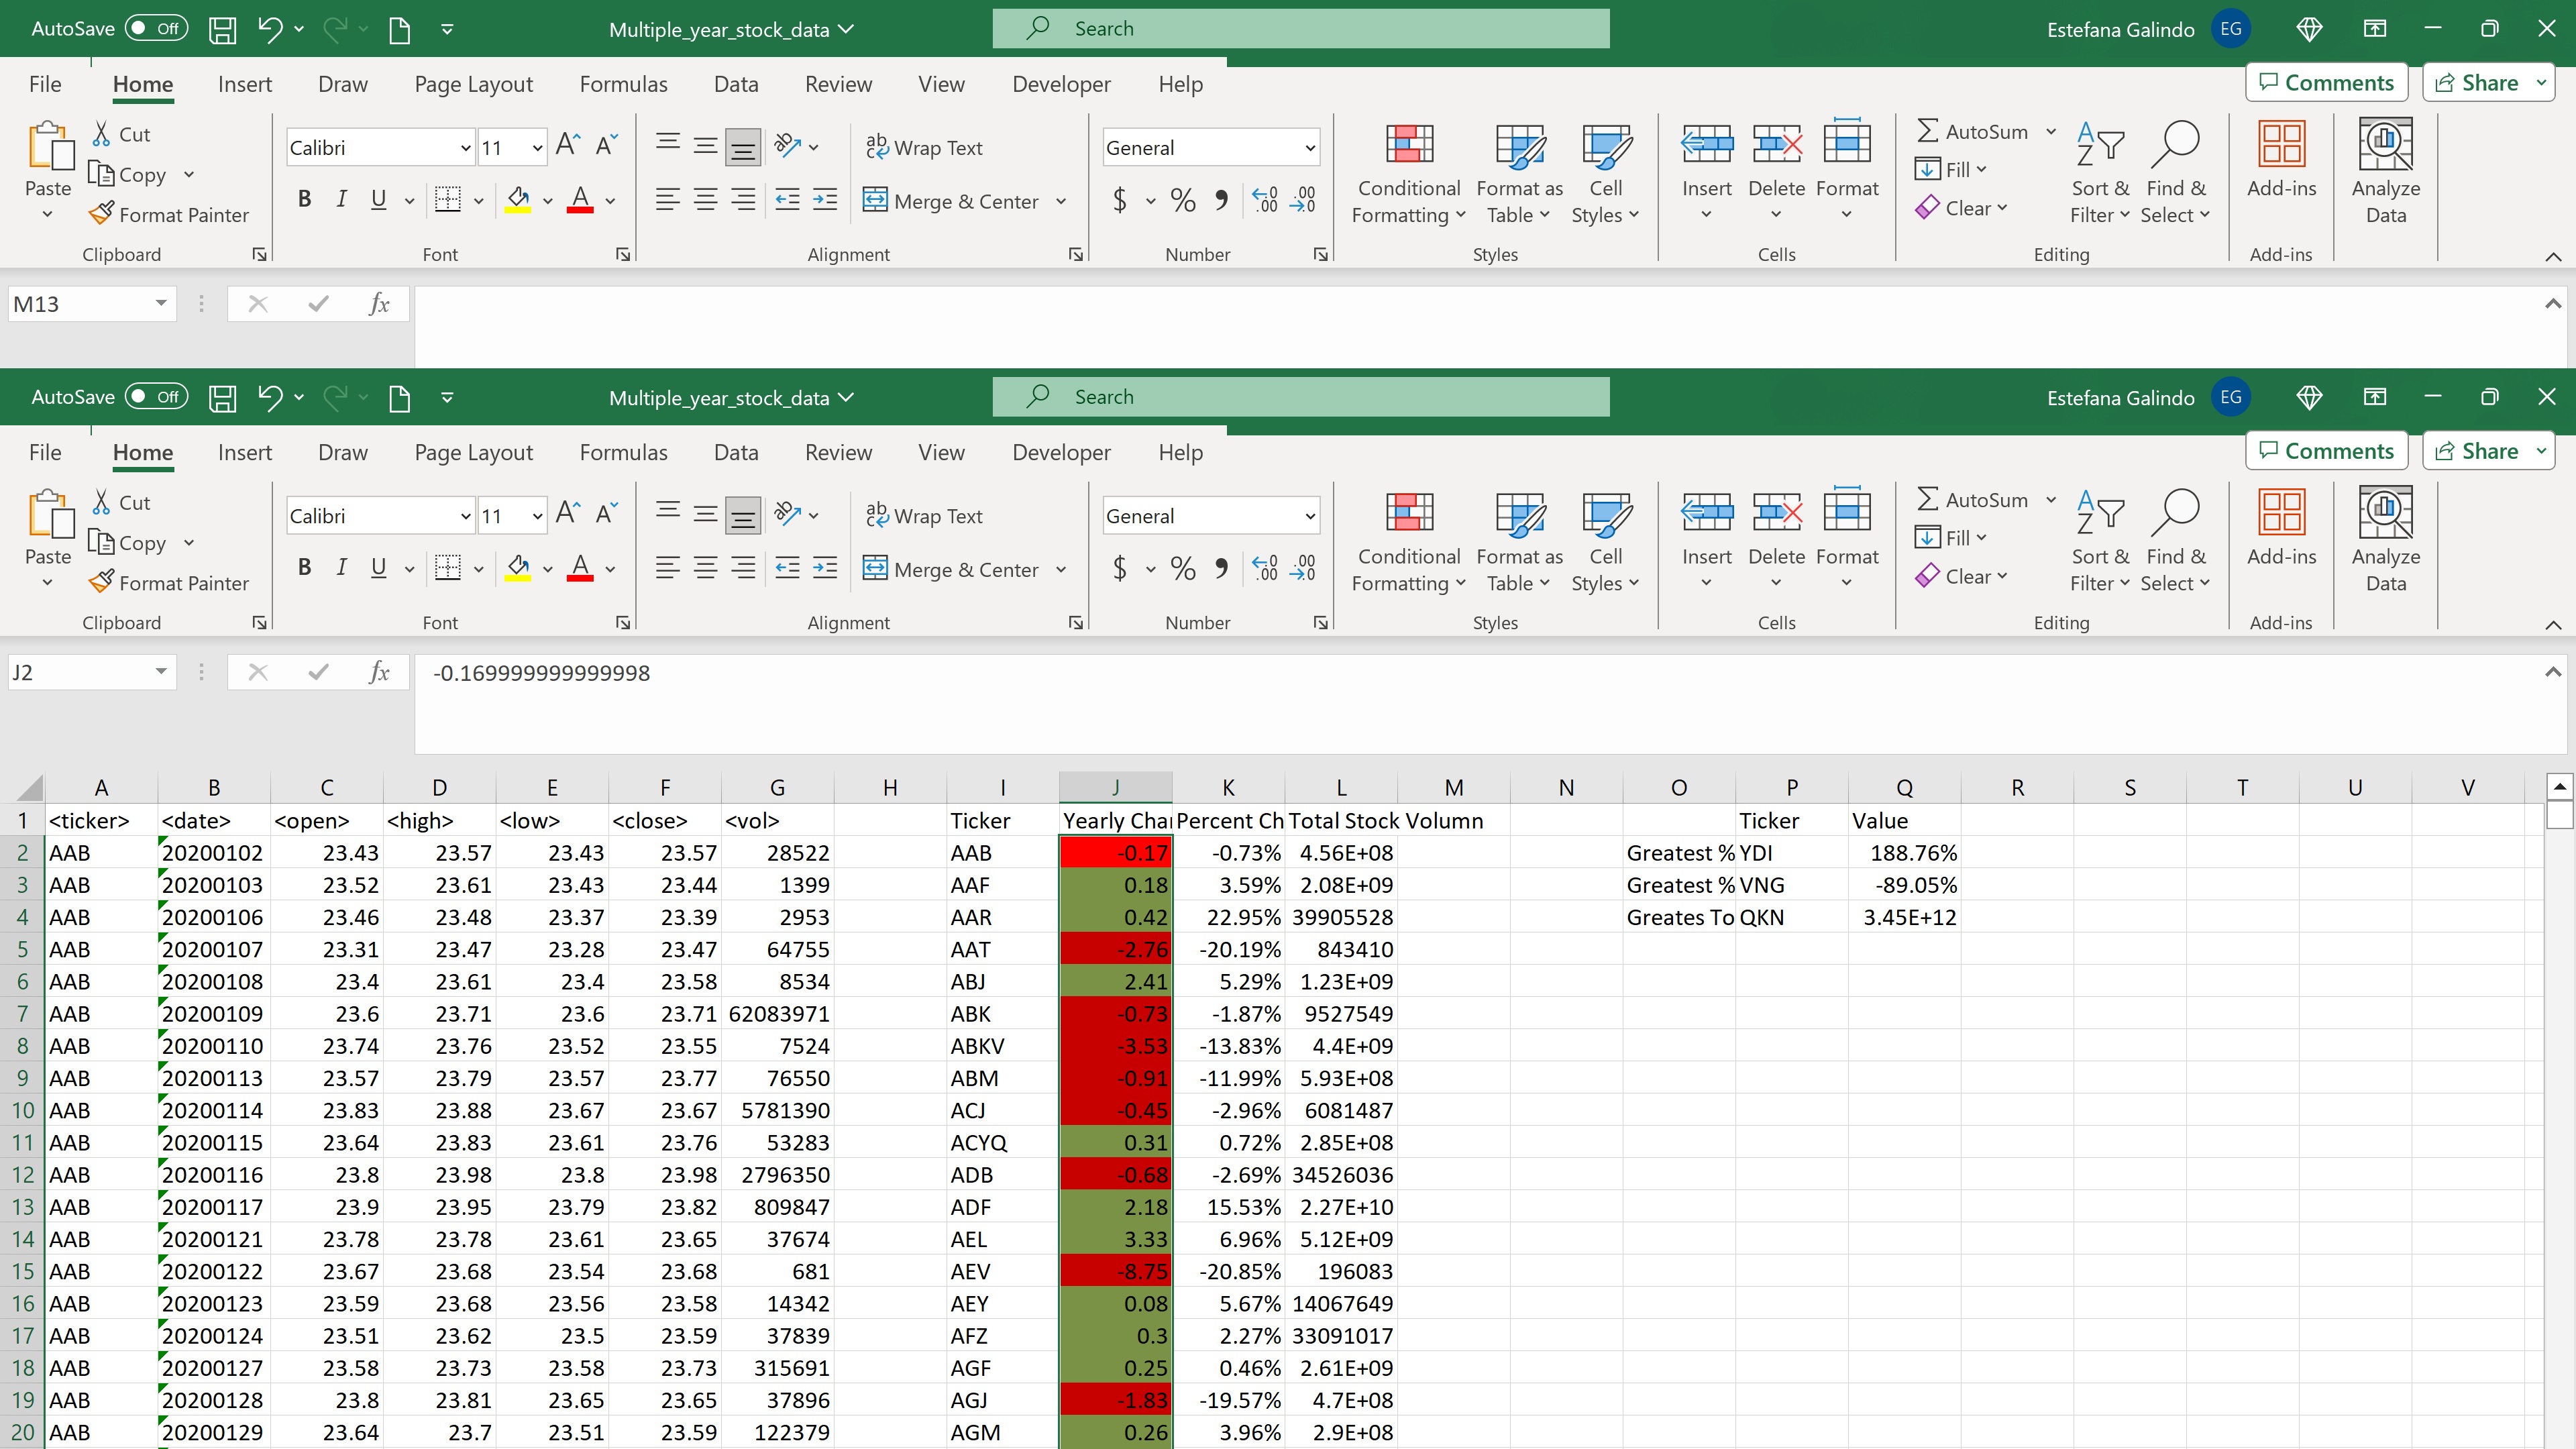 AutoSave Off Multiple_year_stock_data Search Estefana Galindo EG
File Home Insert Draw Page Layout Formulas Data Review View Developer Help Comments Share
Paste Cut Copy Format Painter Clipboard
Calibri 11 A A B I U A Font
ab Wrap Text Merge & Center Alignment
General $ % 9 .00 .00 .0 Number
Conditional Formatting Format as Table Cell Styles Styles
Insert Delete Format Cells
AutoSum Fill Clear Sort & Filter Find & Select Editing
Add-ins Add-ins
Analyze Data
M13 fx
AutoSave Off Multiple_year_stock_data Search Estefana Galindo EG
File Home Insert Draw Page Layout Formulas Data Review View Developer Help Comments Share
Paste Cut Copy Format Painter Clipboard
Calibri 11 A A B I U A Font
ab Wrap Text Merge & Center Alignment
General $ % 9 .00 .00 .0 Number
Conditional Formatting Format as Table Cell Styles Styles
Insert Delete Format Cells
AutoSum Fill Clear Sort & Filter Find & Select Editing
Add-ins Add-ins
Analyze Data
J2 fx -0.169999999999998
A B C D E F G H I J K L M N O P Q R S T U V
1 <ticker> <date> <open> <high> <low> <close> <vol> Ticker Yearly Cha Percent Ch Total Stock Volumn Ticker Value
2 AAB 20200102 23.43 23.57 23.43 23.57 28522 AAB -0.17 -0.73% 4.56E+08 Greatest % YDI 188.76%
3 AAB 20200103 23.52 23.61 23.43 23.44 1399 AAF 0.18 3.59% 2.08E+09 Greatest % VNG -89.05%
4 AAB 20200106 23.46 23.48 23.37 23.39 2953 AAR 0.42 22.95% 39905528 Greates To QKN 3.45E+12
5 AAB 20200107 23.31 23.47 23.28 23.47 64755 AAT -2.76 -20.19% 843410
6 AAB 20200108 23.4 23.61 23.4 23.58 8534 ABJ 2.41 5.29% 1.23E+09
7 AAB 20200109 23.6 23.71 23.6 23.71 62083971 ABK -0.73 -1.87% 9527549
8 AAB 20200110 23.74 23.76 23.52 23.55 7524 ABKV -3.53 -13.83% 4.4E+09
9 AAB 20200113 23.57 23.79 23.57 23.77 76550 ABM -0.91 -11.99% 5.93E+08
10 AAB 20200114 23.83 23.88 23.67 23.67 5781390 ACJ -0.45 -2.96% 6081487
11 AAB 20200115 23.64 23.83 23.61 23.76 53283 ACYQ 0.31 0.72% 2.85E+08
12 AAB 20200116 23.8 23.98 23.8 23.98 2796350 ADB -0.68 -2.69% 34526036
13 AAB 20200117 23.9 23.95 23.79 23.82 809847 ADF 2.18 15.53% 2.27E+10
14 AAB 20200121 23.78 23.78 23.61 23.65 37674 AEL 3.33 6.96% 5.12E+09
15 AAB 20200122 23.67 23.68 23.54 23.68 681 AEV -8.75 -20.85% 196083
16 AAB 20200123 23.59 23.68 23.56 23.58 14342 AEY 0.08 5.67% 14067649
17 AAB 20200124 23.51 23.62 23.5 23.59 37839 AFZ 0.3 2.27% 33091017
18 AAB 20200127 23.58 23.73 23.58 23.73 315691 AGF 0.25 0.46% 2.61E+09
19 AAB 20200128 23.8 23.81 23.65 23.65 37896 AGJ -1.83 -19.57% 4.7E+08
20 AAB 20200129 23.64 23.7 23.51 23.59 122379 AGM 0.26 3.96% 2.9E+08